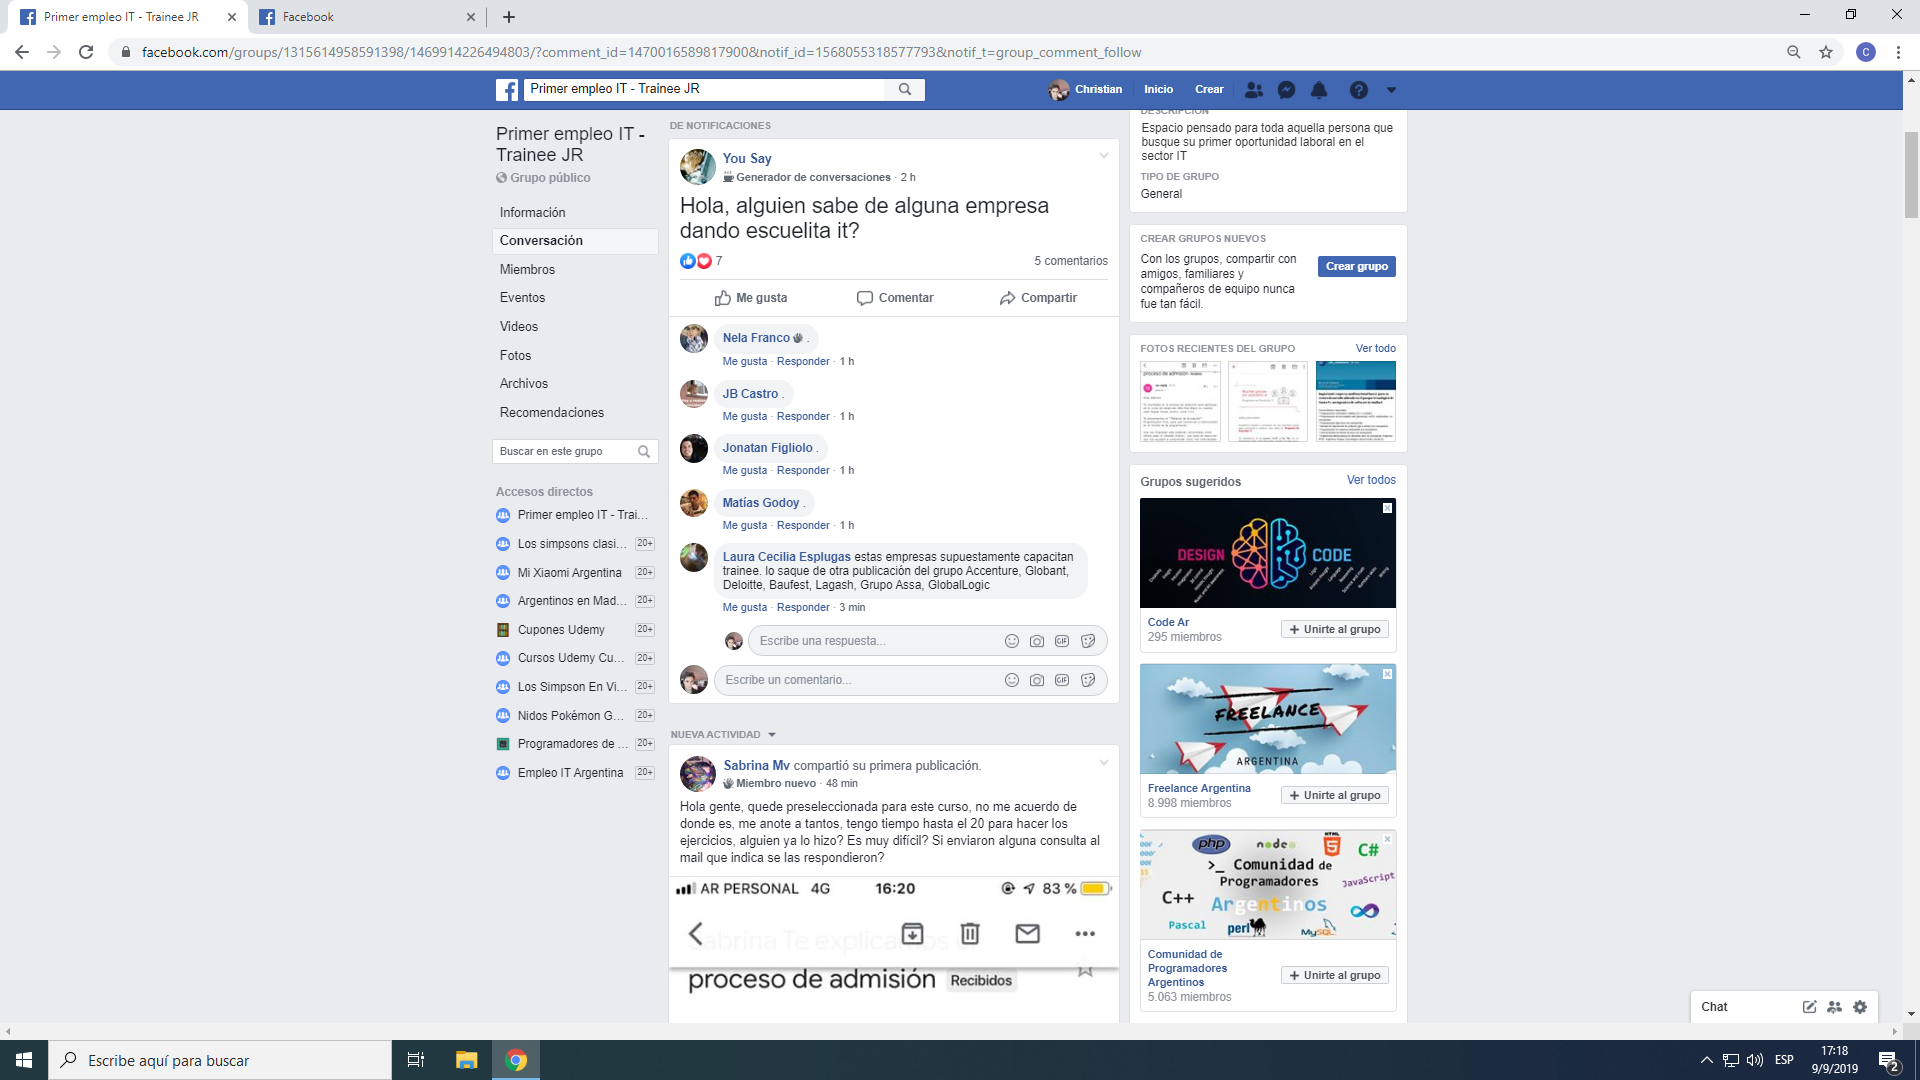 Primer empleo IT - Trainee JR
Facebook
facebook.com/groups/1315614958591398/1469914226494803/?comment_id=1470016589817900&notif_id=1568055318577793&notif_t=group_comment_follow
C
Primer empleo IT - Trainee JR
Christian
Inicio
Crear
Primer empleo IT -
Trainee JR
Grupo público
Información
Conversación
Miembros
Eventos
Videos
Fotos
Archivos
Recomendaciones
Buscar en este grupo
Accesos directos
Primer empleo IT - Trai...
Los simpsons clasi... 20+
Mi Xiaomi Argentina 20+
Argentinos en Mad... 20+
Cupones Udemy 20+
Cursos Udemy Cu... 20+
Los Simpson En Vi... 20+
Nidos Pokémon G... 20+
Programadores de ... 20+
Empleo IT Argentina 20+
DE NOTIFICACIONES
You Say
Generador de conversaciones · 2 h
Hola, alguien sabe de alguna empresa
dando escuelita it?
7
5 comentarios
Me gusta
Comentar
Compartir
Nela Franco .
Me gusta · Responder · 1 h
JB Castro .
Me gusta · Responder · 1 h
Jonatan Figliolo .
Me gusta · Responder · 1 h
Matías Godoy .
Me gusta · Responder · 1 h
Laura Cecilia Esplugas estas empresas supuestamente capacitan
trainee. lo saque de otra publicación del grupo Accenture, Globant,
Deloitte, Baufest, Lagash, Grupo Assa, GlobalLogic
Me gusta · Responder · 3 min
Escribe una respuesta...
GIF
Escribe un comentario...
GIF
NUEVA ACTIVIDAD
Sabrina Mv compartió su primera publicación.
Miembro nuevo · 48 min
Hola gente, quede preseleccionada para este curso, no me acuerdo de
donde es, me anote a tantos, tengo tiempo hasta el 20 para hacer los
ejercicios, alguien ya lo hizo? Es muy difícil? Si enviaron alguna consulta al
mail que indica se las respondieron?
AR PERSONAL 4G
16:20
83 %
Sabrina Te explicamos e
proceso de admisión
Recibidos
DESCRIPCIÓN
Espacio pensado para toda aquella persona que
busque su primer oportunidad laboral en el
sector IT
TIPO DE GRUPO
General
CREAR GRUPOS NUEVOS
Con los grupos, compartir con
amigos, familiares y
compañeros de equipo nunca
fue tan fácil.
Crear grupo
FOTOS RECIENTES DEL GRUPO
Ver todo
proceso de admisión
Grupos sugeridos
Ver todos
DESIGN
CODE
Code Ar
295 miembros
+ Unirte al grupo
FREELANCE
ARGENTINA
Freelance Argentina
8.998 miembros
+ Unirte al grupo
php
node
HTML
5
C#
>_ Comunidad de
Programadores
JavaScript
C++
Argentinos
Pascal
perl
MySQL
Comunidad de
Programadores
Argentinos
5.063 miembros
+ Unirte al grupo
Chat
Escribe aquí para buscar
ESP
17:18
9/9/2019
2